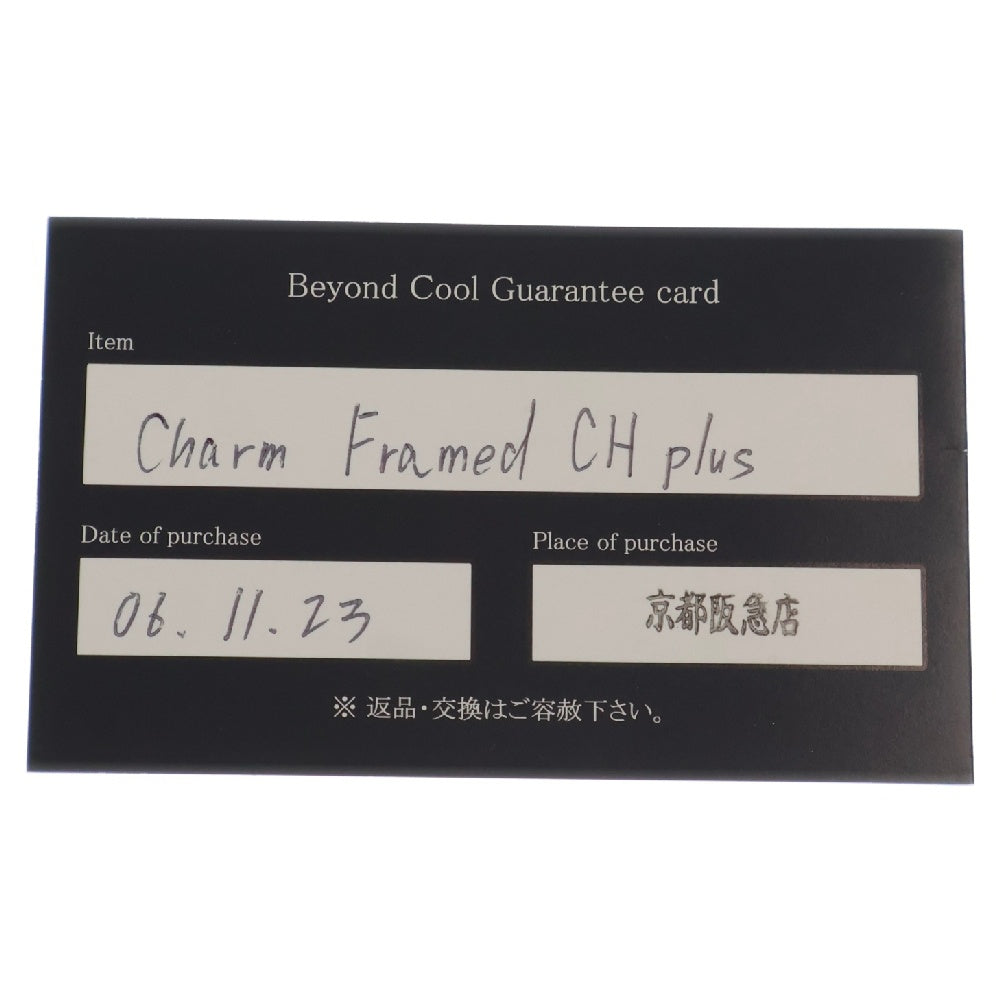 Beyond Cool Guarantee card
Item
Charm Framed CH plus
Date of purchase
06.11.23
Place of purchase
京都阪急店
※ 返品・交換はご容赦下さい。